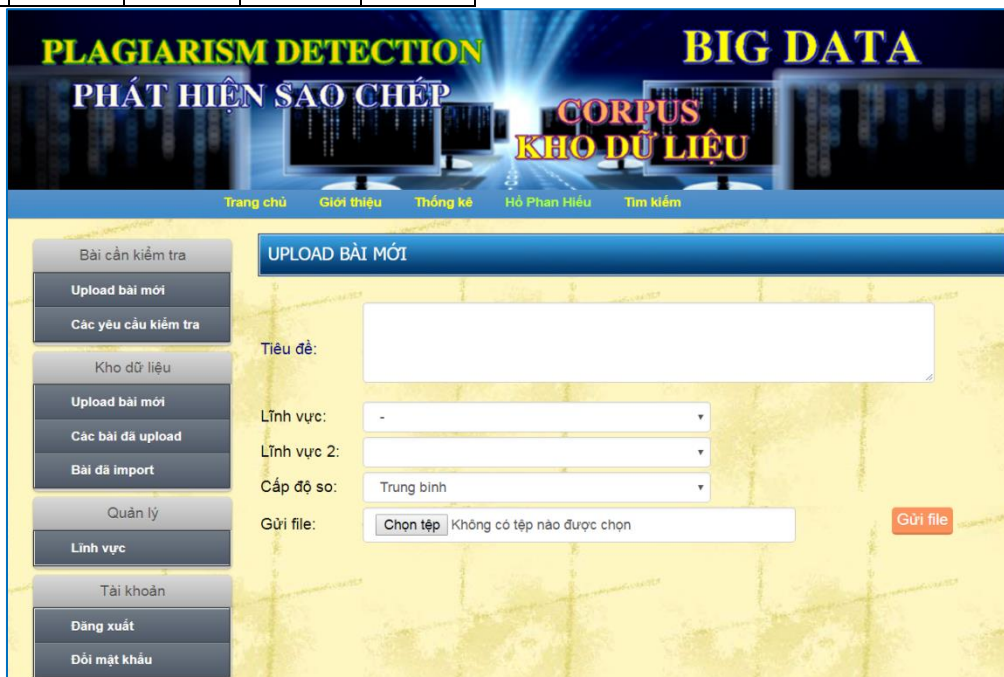 PLAGIARISM DETECTION
BIG DATA
PHÁT HIỆN SAO CHÉP
CORPUS
KHO DỮ LIỆU
Trang chủ Giới thiệu Thống kê Hồ Phan Hiếu Tìm kiếm
Bài cần kiểm tra
Upload bài mới
Các yêu cầu kiểm tra
Kho dữ liệu
Upload bài mới
Các bài đã upload
Bài đã import
Quản lý
Lĩnh vực
Tài khoản
Đăng xuất
Đổi mật khẩu
UPLOAD BÀI MỚI
Tiêu đề:
Lĩnh vực: -
Lĩnh vực 2:
Cấp độ so: Trung bình
Gửi file: Chọn tệp Không có tệp nào được chọn
Gửi file